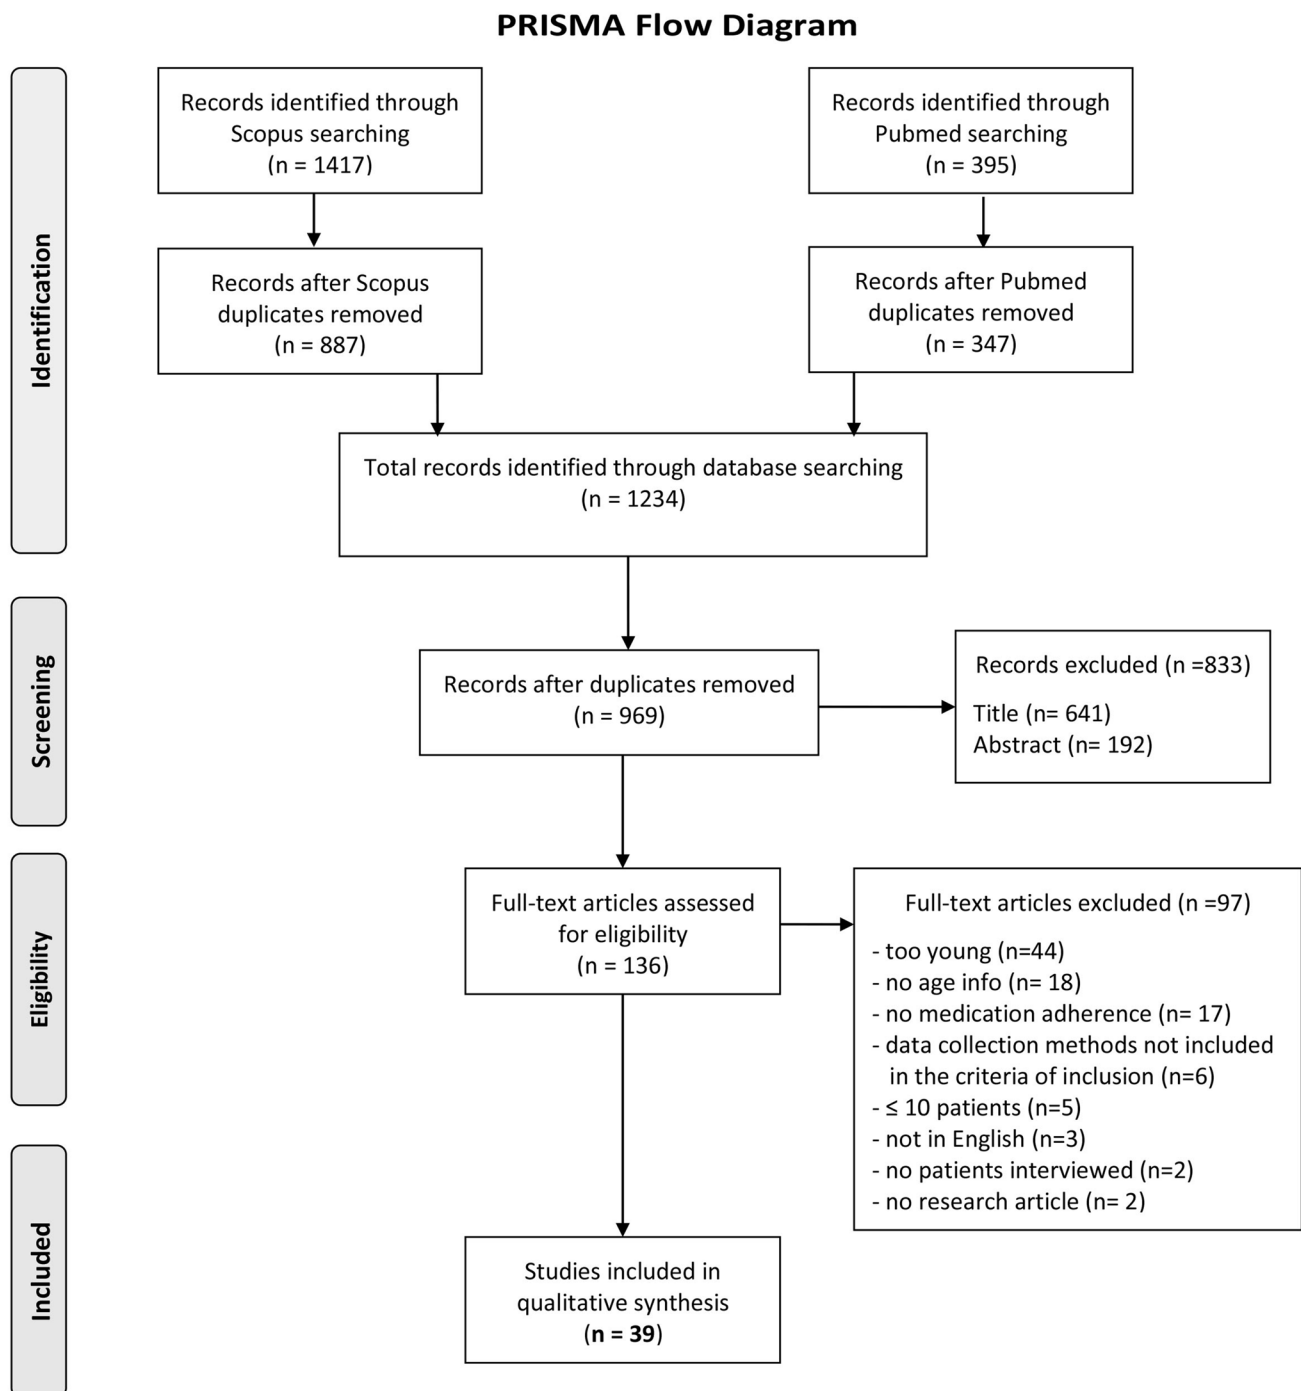 PRISMA Flow Diagram
Identification
Records identified through
Scopus searching
(n = 1417)
Records identified through
Pubmed searching
(n = 395)
Records after Scopus
duplicates removed
(n = 887)
Records after Pubmed
duplicates removed
(n = 347)
Total records identified through database searching
(n = 1234)
Screening
Records after duplicates removed
(n = 969)
Records excluded (n =833)
Title (n= 641)
Abstract (n= 192)
Eligibility
Full-text articles assessed
for eligibility
(n = 136)
Full-text articles excluded (n =97)
- too young (n=44)
- no age info (n= 18)
- no medication adherence (n= 17)
- data collection methods not included
in the criteria of inclusion (n=6)
- ≤ 10 patients (n=5)
- not in English (n=3)
- no patients interviewed (n=2)
- no research article (n= 2)
Included
Studies included in
qualitative synthesis
(n = 39)